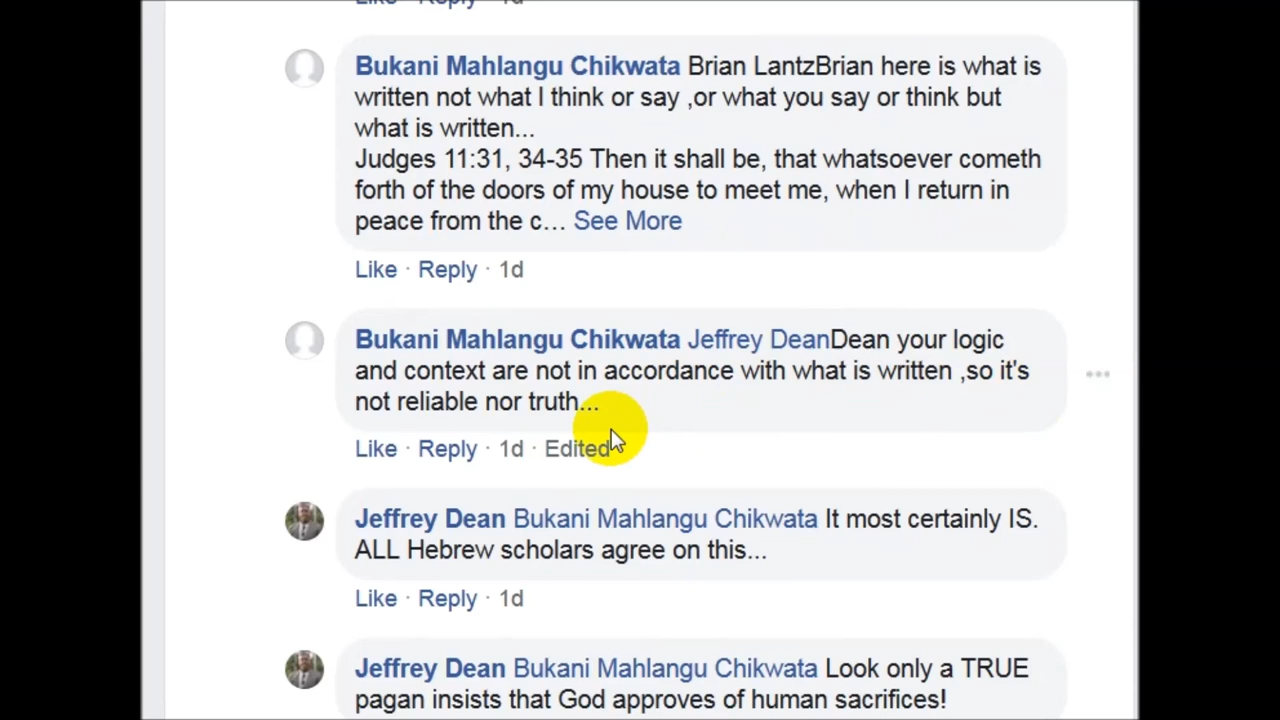 Like · Reply · 1d
Bukani Mahlangu Chikwata Brian LantzBrian here is what is
written not what I think or say ,or what you say or think but
what is written...
Judges 11:31, 34-35 Then it shall be, that whatsoever cometh
forth of the doors of my house to meet me, when I return in
peace from the c... See More
Like · Reply · 1d
Bukani Mahlangu Chikwata Jeffrey DeanDean your logic
and context are not in accordance with what is written ,so it's
not reliable nor truth...
Like · Reply · 1d · Edited
Jeffrey Dean Bukani Mahlangu Chikwata It most certainly IS.
ALL Hebrew scholars agree on this...
Like · Reply · 1d
Jeffrey Dean Bukani Mahlangu Chikwata Look only a TRUE
pagan insists that God approves of human sacrifices!